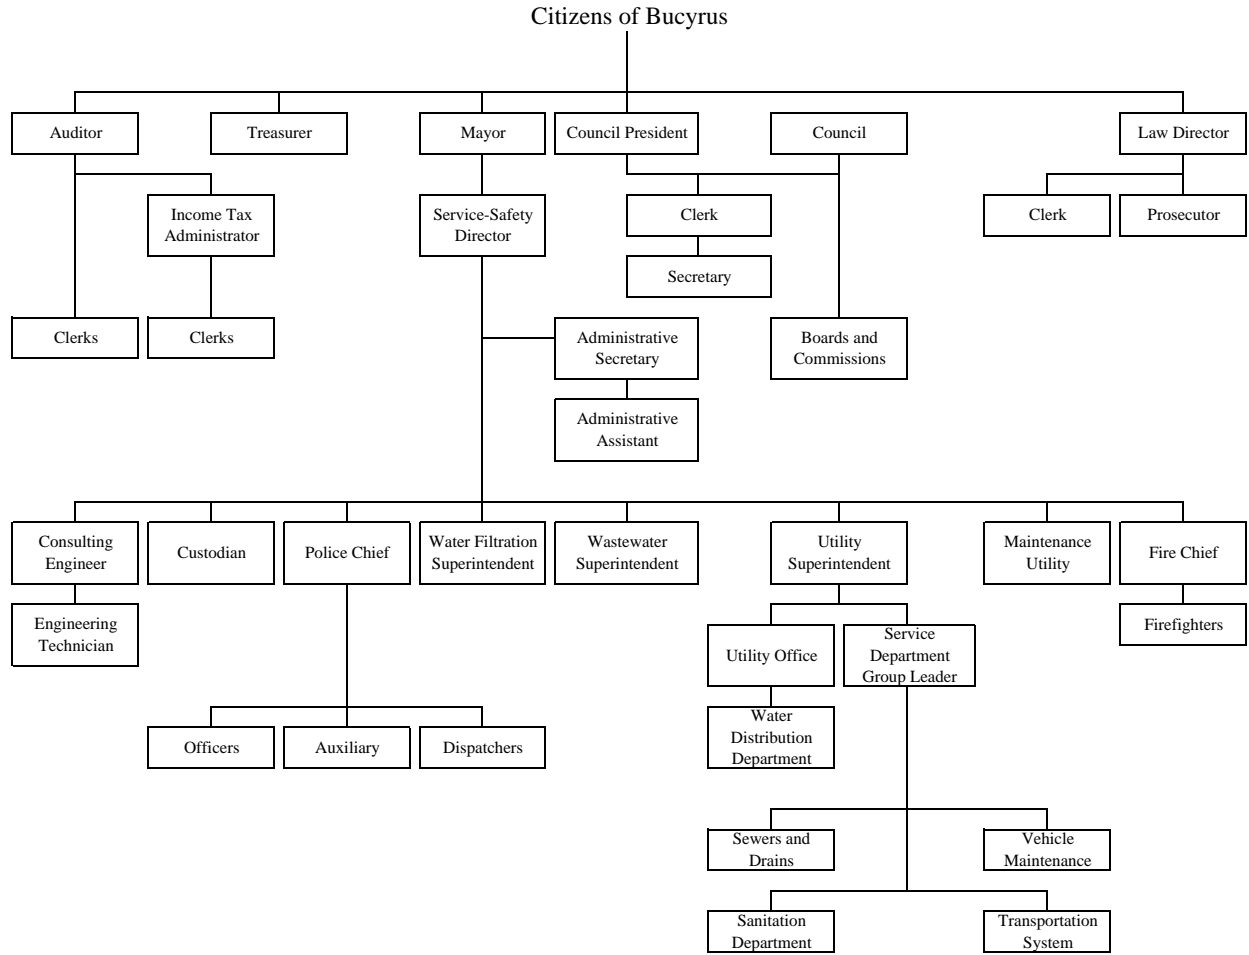 Citizens of Bucyrus
Auditor
Treasurer
Mayor
Council President
Council
Law Director
Income Tax
Administrator
Service-Safety
Director
Clerk
Clerk
Prosecutor
Secretary
Clerks
Clerks
Administrative
Secretary
Boards and
Commissions
Administrative
Assistant
Consulting
Engineer
Custodian
Police Chief
Water Filtration
Superintendent
Wastewater
Superintendent
Utility
Superintendent
Maintenance
Utility
Fire Chief
Engineering
Technician
Utility Office
Service
Department
Group Leader
Firefighters
Officers
Auxiliary
Dispatchers
Water
Distribution
Department
Sewers and
Drains
Vehicle
Maintenance
Sanitation
Department
Transportation
System